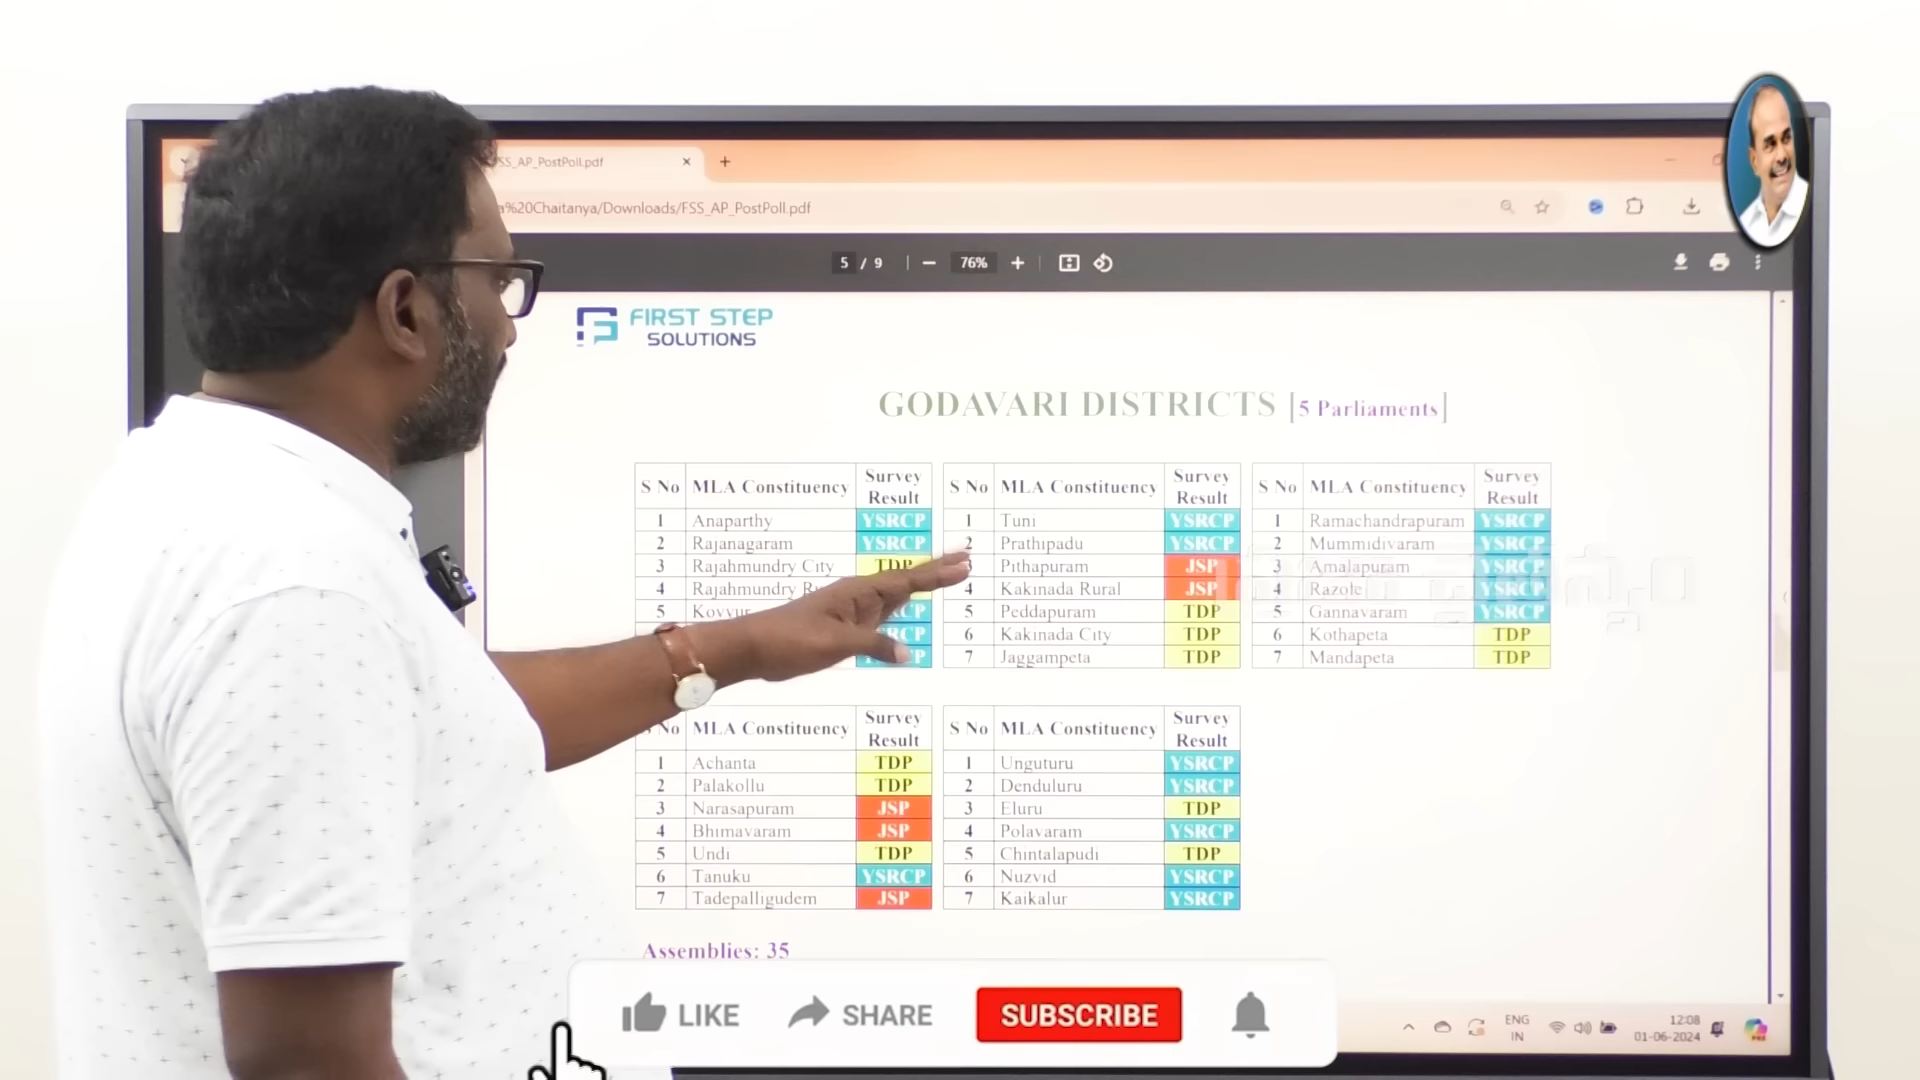 SS_AP_PostPoll.pdf
a%20Chaitanya/Downloads/FSS_AP_PostPoll.pdf
5 / 9 76%
FIRST STEP
SOLUTIONS
GODAVARI DISTRICTS [5 Parliaments]
S No MLA Constituency Survey Result S No MLA Constituency Survey Result S No MLA Constituency Survey Result
1 Anaparthy YSRCP 1 Tuni YSRCP 1 Ramachandrapuram YSRCP
2 Rajanagaram YSRCP 2 Prathipadu YSRCP 2 Mummidivaram YSRCP
3 Rajahmundry City TDP 3 Pithapuram JSP 3 Amalapuram YSRCP
4 Rajahmundry 4 Kakinada Rural JSP 4 Razole YSRCP
5 Kovvur CP 5 Peddapuram TDP 5 Gannavaram YSRCP
RCP 6 Kakinada City TDP 6 Kothapeta TDP
7 Jaggampeta TDP 7 Mandapeta TDP
No MLA Constituency Survey Result S No MLA Constituency Survey Result
1 Achanta TDP 1 Unguturu YSRCP
2 Palakollu TDP 2 Denduluru YSRCP
3 Narasapuram JSP 3 Eluru TDP
4 Bhimavaram JSP 4 Polavaram YSRCP
5 Undi TDP 5 Chintalapudi TDP
6 Tanuku YSRCP 6 Nuzvid YSRCP
7 Tadepalligudem JSP 7 Kaikalur YSRCP
Assemblies: 35
LIKE SHARE SUBSCRIBE
ENG
IN
12:08
01-06-2024